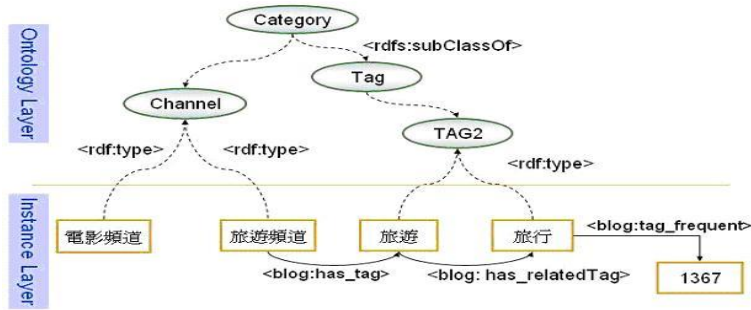 Ontology Layer
Category
<rdfs:subClassOf>
Tag
Channel
TAG2
<rdf:type>
<rdf:type>
<rdf:type>
Instance Layer
電影頻道
旅遊頻道
旅遊
旅行
<blog:tag_frequent>
<blog:has_tag>
<blog: has_relatedTag>
1367